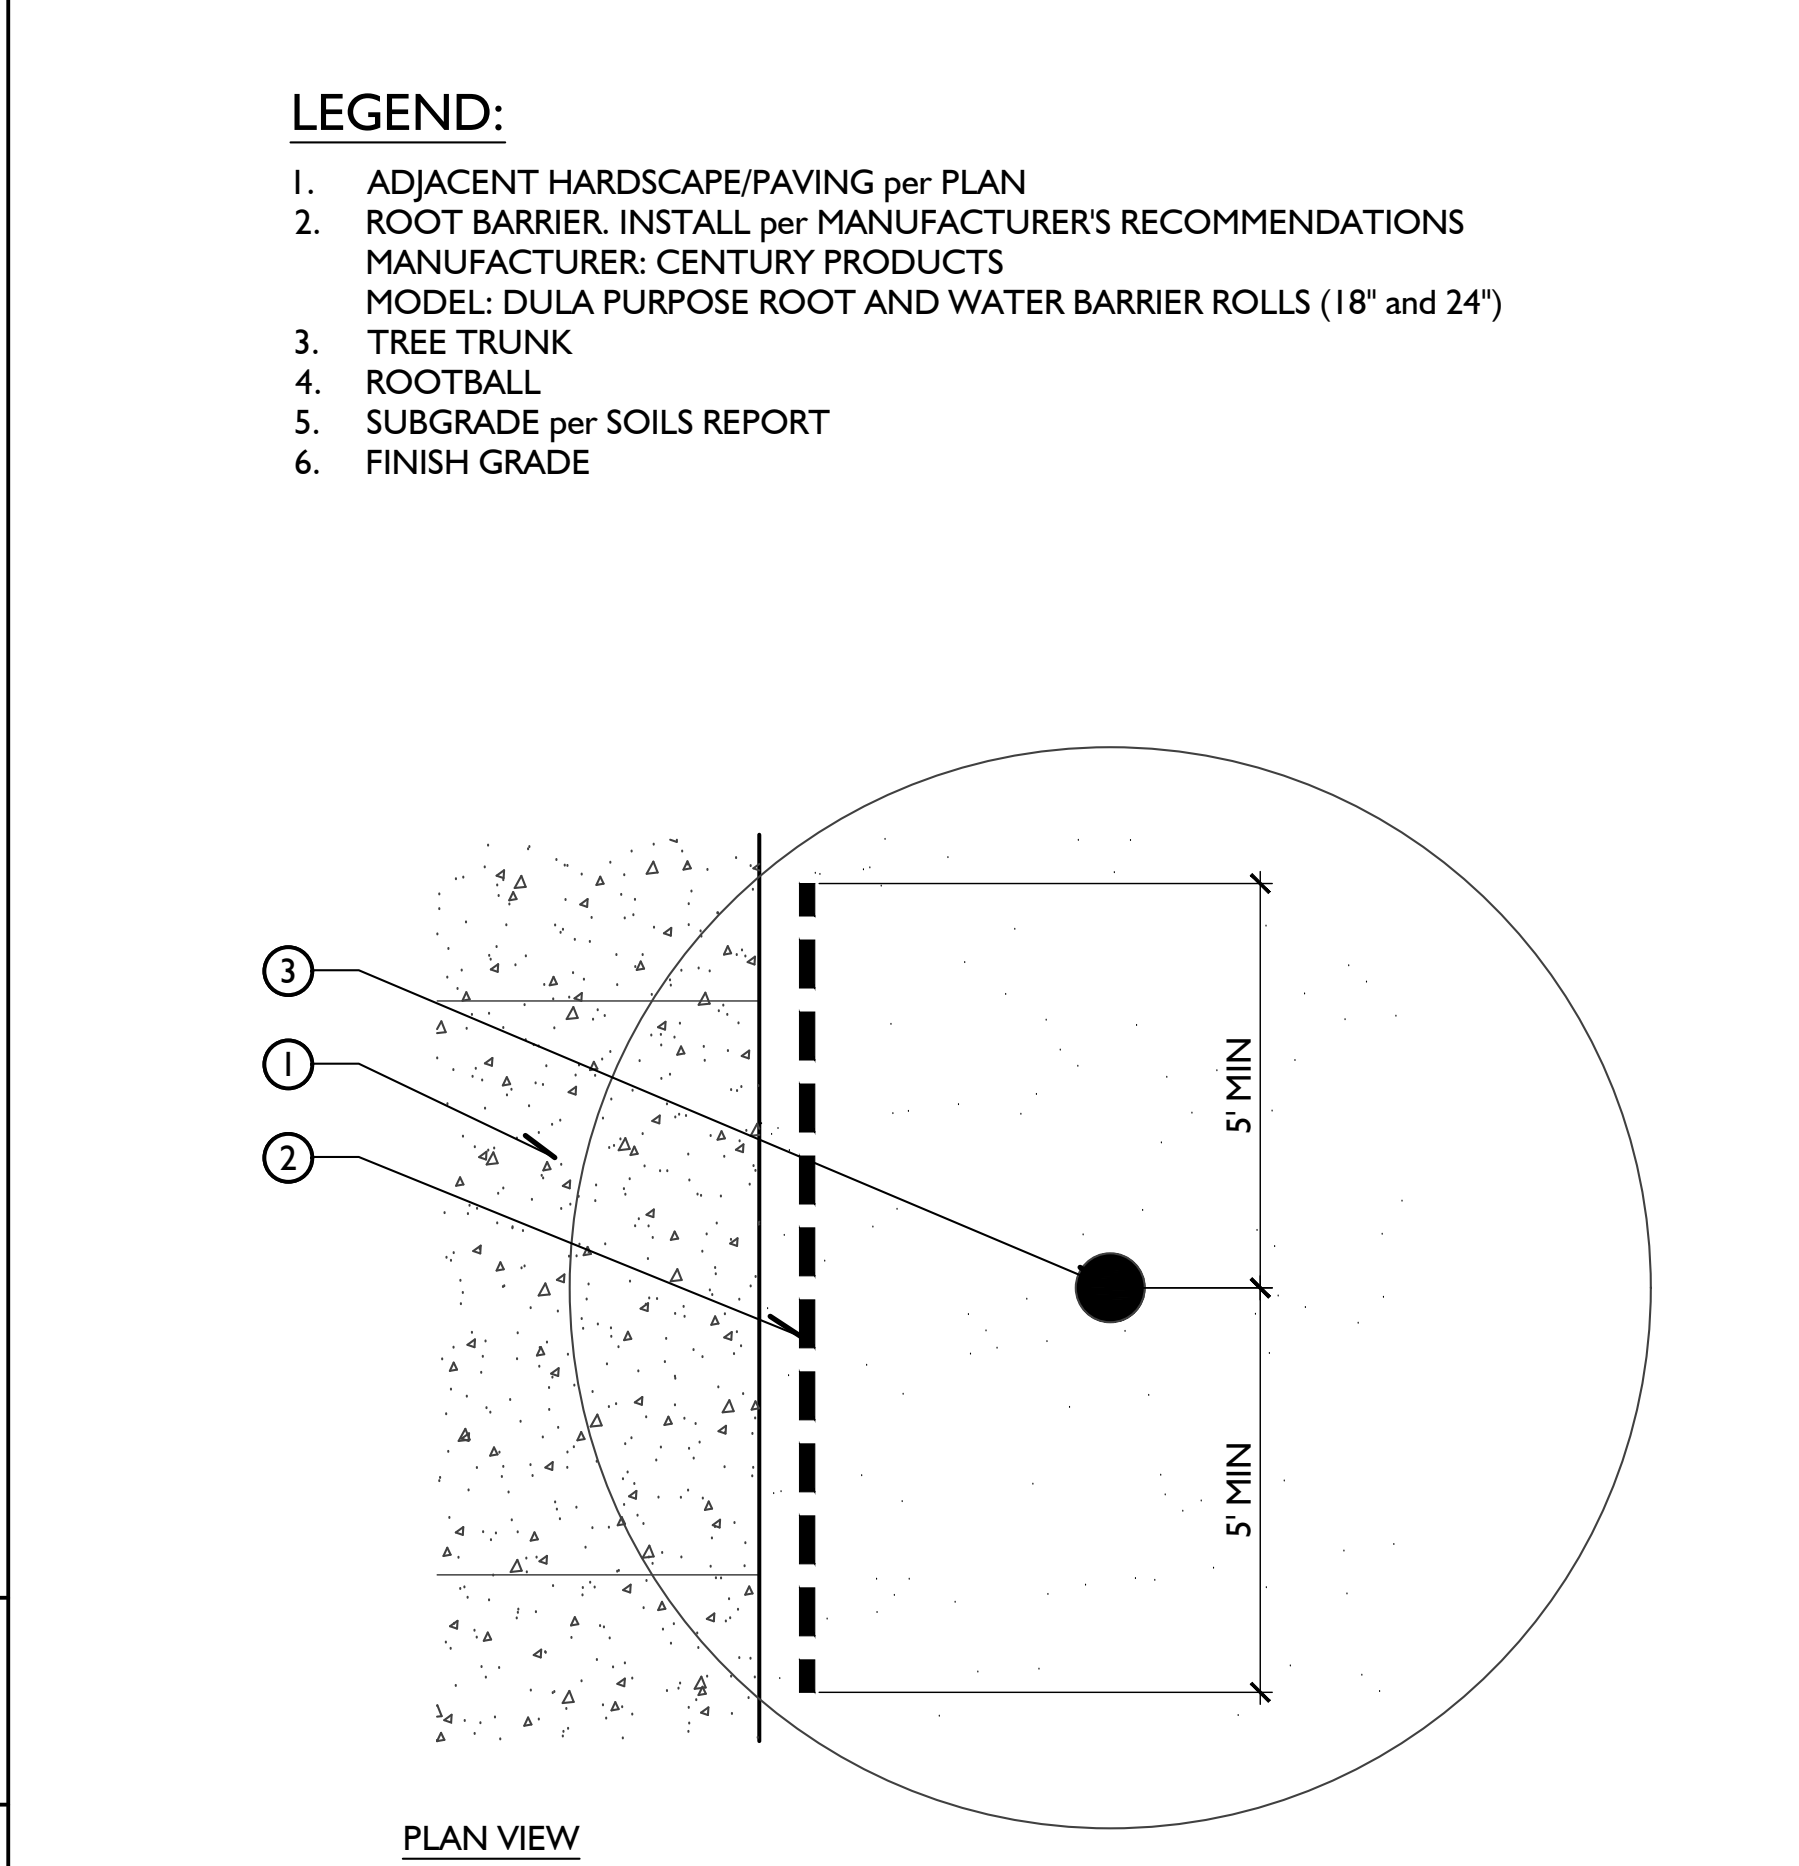 LEGEND:
1. ADJACENT HARDSCAPE/PAVING per PLAN
2. ROOT BARRIER. INSTALL per MANUFACTURER'S RECOMMENDATIONS
MANUFACTURER: CENTURY PRODUCTS
MODEL: DULA PURPOSE ROOT AND WATER BARRIER ROLLS (18" and 24")
3. TREE TRUNK
4. ROOTBALL
5. SUBGRADE per SOILS REPORT
6. FINISH GRADE
3
1
2
5' MIN
5' MIN
PLAN VIEW